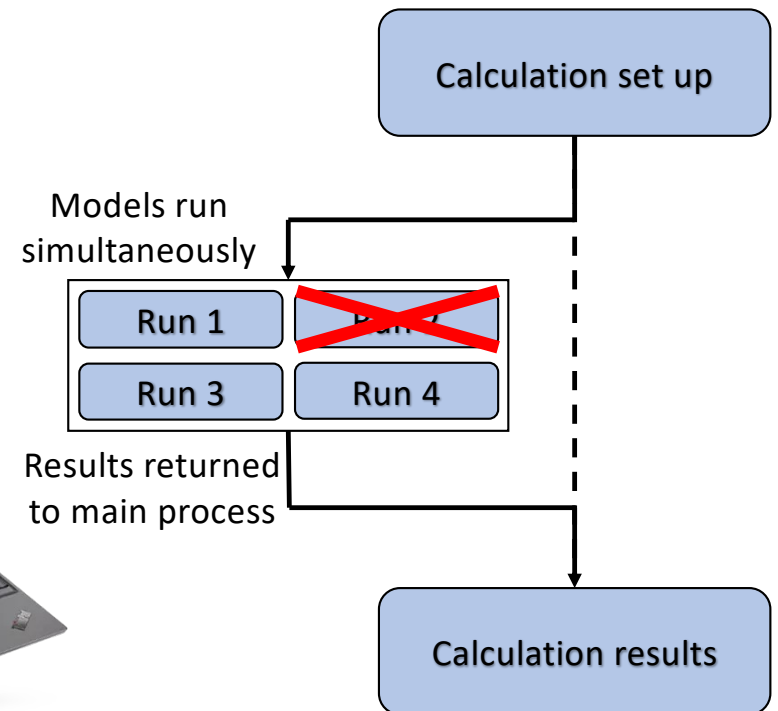 Calculation set up
Models run
simultaneously
Run 1
Run 3
Run 4
Results returned
to main process
Calculation results